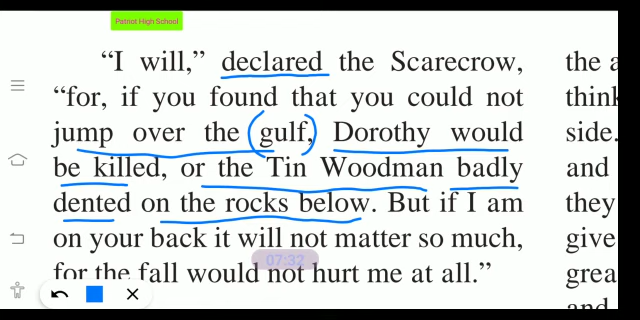 Patriot High School
“I will,” declared the Scarecrow,
“for, if you found that you could not
jump over the gulf, Dorothy would
be killed, or the Tin Woodman badly
dented on the rocks below. But if I am
on your back it will not matter so much,
07:32
for the fall would not hurt me at all.”
the a
think
side.
and
they
give
grea
and